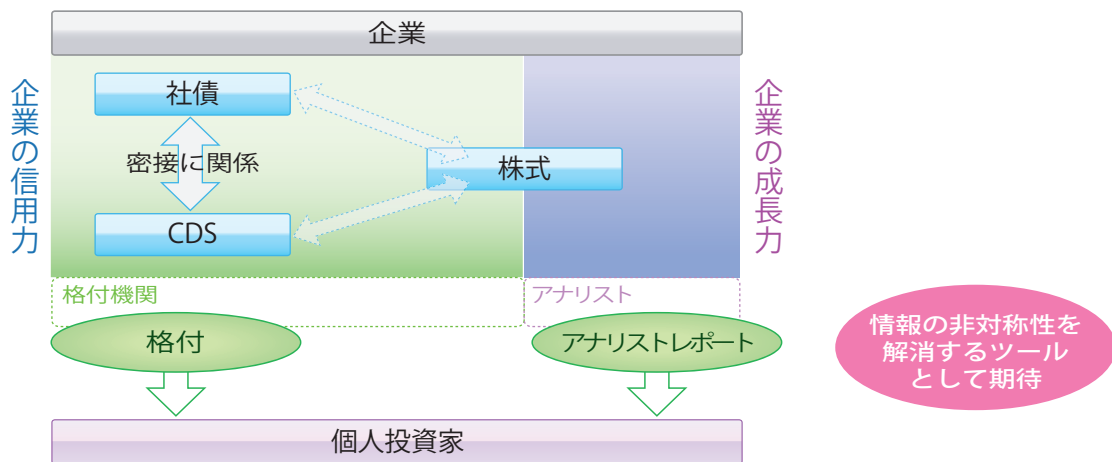 企業
企業の信用力
社債
密接に関係
CDS
株式
企業の成長力
格付機関
アナリスト
格付
アナリストレポート
情報の非対称性を
解消するツール
として期待
個人投資家